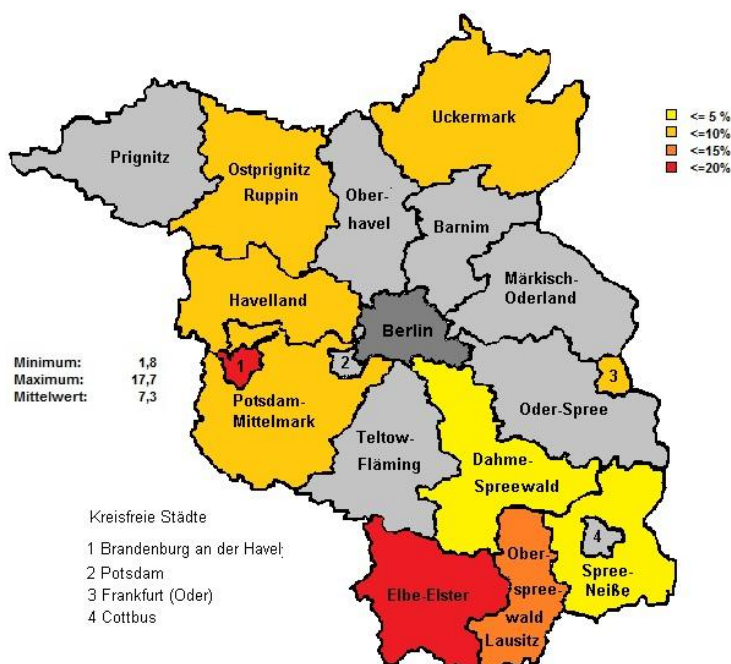 Uckermark
<= 5 %
<=10%
<=15%
<=20%
Prignitz
Ostprignitz
Ruppin
Ober-
havel
Barnim
Märkisch-
Oderland
Havelland
Berlin
Minimum: 1,8
Maximum: 17,7
Mittelwert: 7,3
1
2
3
Potsdam-
Mittelmark
Oder-Spree
Teltow-
Fläming
Dahme-
Spreewald
Kreisfreie Städte
1 Brandenburg an der Havel
2 Potsdam
3 Frankfurt (Oder)
4 Cottbus
4
Elbe-Elster
Ober-
spree-
wald
Lausitz
Spree-
Neiße